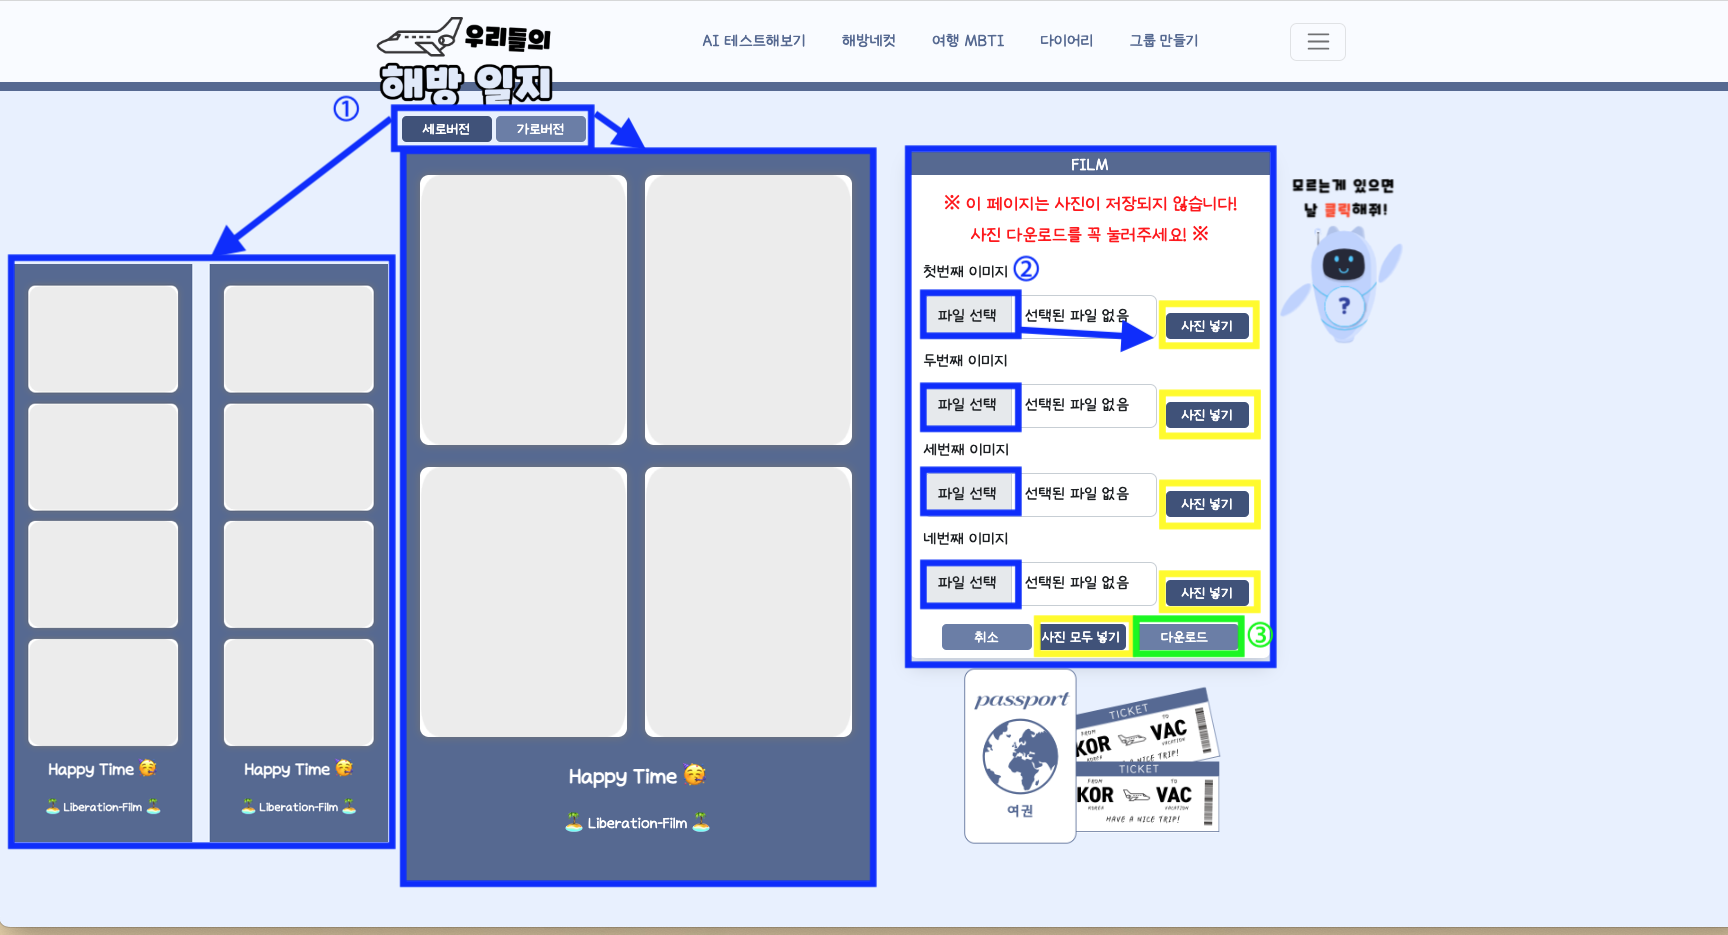 우리들의
해방 일지
AI 테스트해보기
해방네컷
여행 MBTI
다이어리
그룹 만들기
①
세로버전
가로버전
Happy Time 🥳
🏝️ Liberation-Film 🏝️
Happy Time 🥳
🏝️ Liberation-Film 🏝️
Happy Time 🥳
🏝️ Liberation-Film 🏝️
FILM
※ 이 페이지는 사진이 저장되지 않습니다!
사진 다운로드를 꼭 눌러주세요! ※
첫번째 이미지 ②
파일 선택 선택된 파일 없음 사진 넣기
두번째 이미지
파일 선택 선택된 파일 없음 사진 넣기
세번째 이미지
파일 선택 선택된 파일 없음 사진 넣기
네번째 이미지
파일 선택 선택된 파일 없음 사진 넣기
취소 사진 모두 넣기 다운로드 ③
모르는게 있으면
날 클릭해줘!
?
passport
여권
TICKET
FROM
KOR
KOREA
TO
VAC
VACATION
NICE TRIP!
TICKET
FROM
KOR
KOREA
TO
VAC
VACATION
HAVE A NICE TRIP!